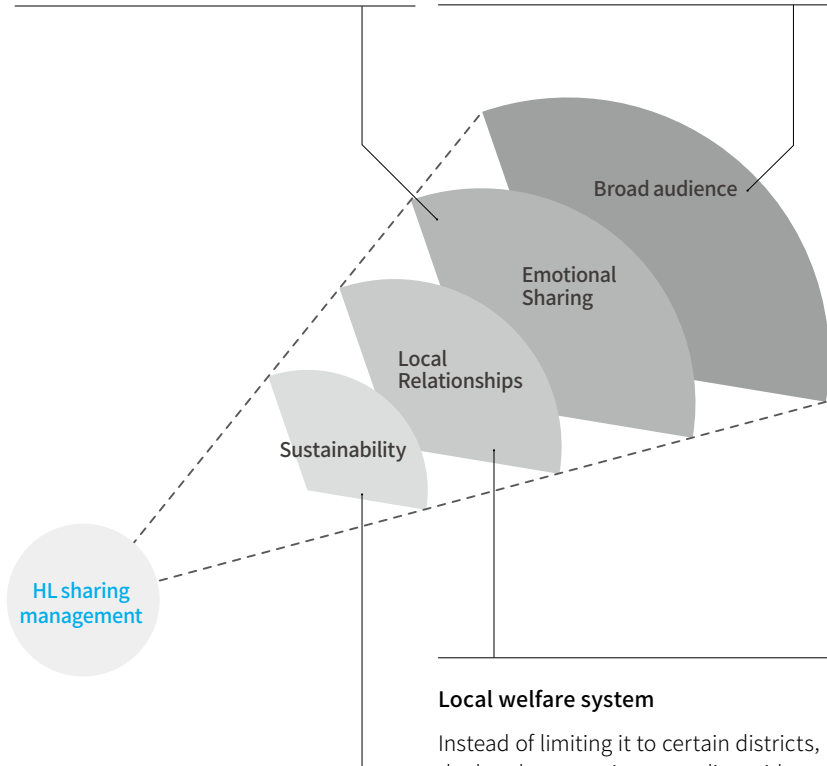 Broad audience
Emotional
Sharing
Local
Relationships
Sustainability
HL sharing
management
Local welfare system
Instead of limiting it to certain districts,